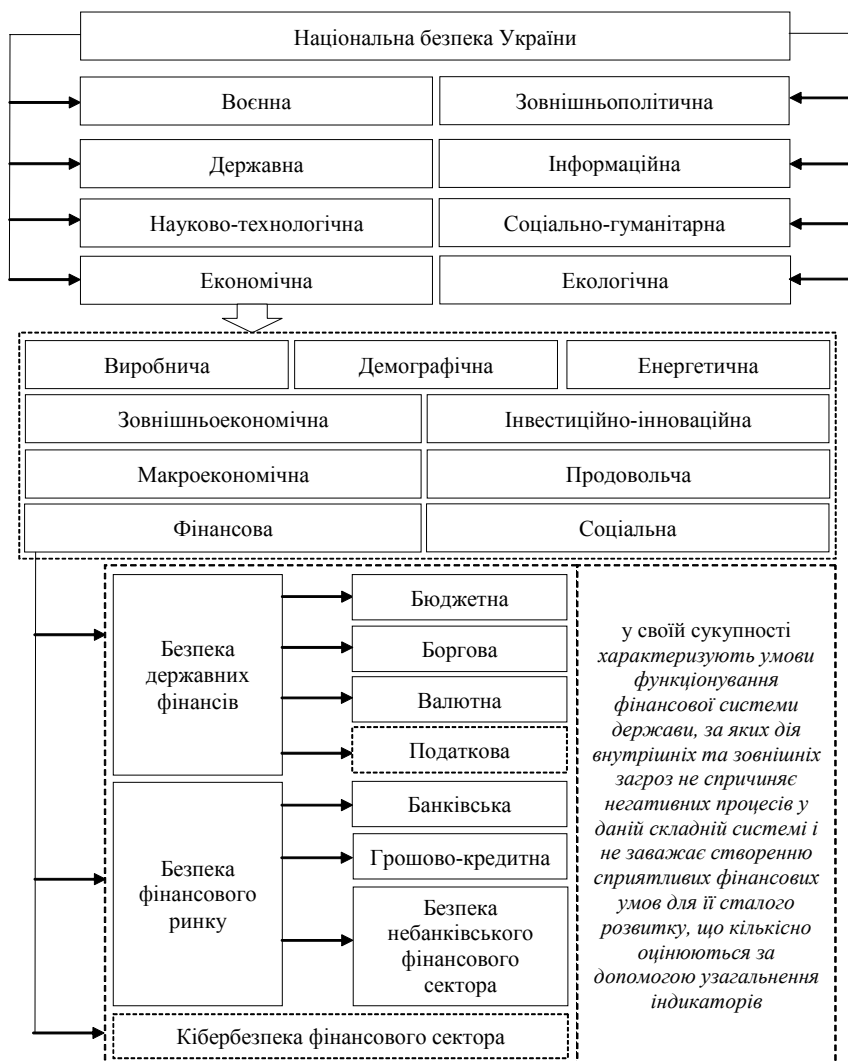 Національна безпека України
Воєнна
Зовнішньополітична
Державна
Інформаційна
Науково-технологічна
Соціально-гуманітарна
Економічна
Екологічна
Виробнича
Демографічна
Енергетична
Зовнішньоекономічна
Інвестиційно-інноваційна
Макроекономічна
Продовольча
Фінансова
Соціальна
Безпека
державних
фінансів
Бюджетна
Боргова
Валютна
Податкова
Безпека
фінансового
ринку
Банківська
Грошово-кредитна
Безпека
небанківського
фінансового
сектора
Кібербезпека фінансового сектора
у своїй сукупності
характеризують умови
функціонування
фінансової системи
держави, за яких дія
внутрішніх та зовнішніх
загроз не спричиняє
негативних процесів у
даній складній системі і
не заважає створенню
сприятливих фінансових
умов для її сталого
розвитку, що кількісно
оцінюються за
допомогою узагальнення
індикаторів